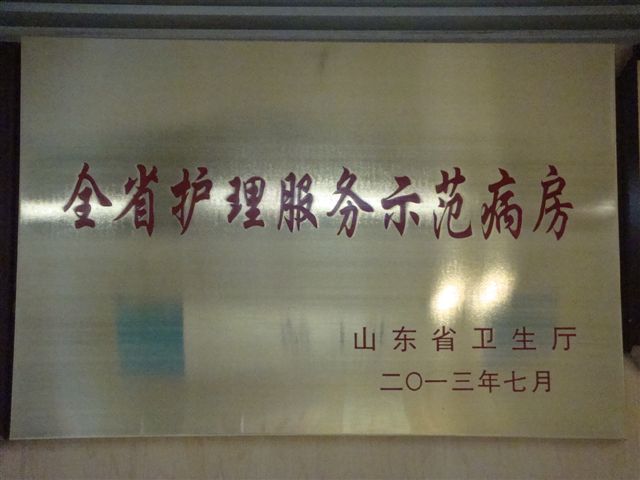 全省护理服务示范病房
山东省卫生厅
二〇一三年七月